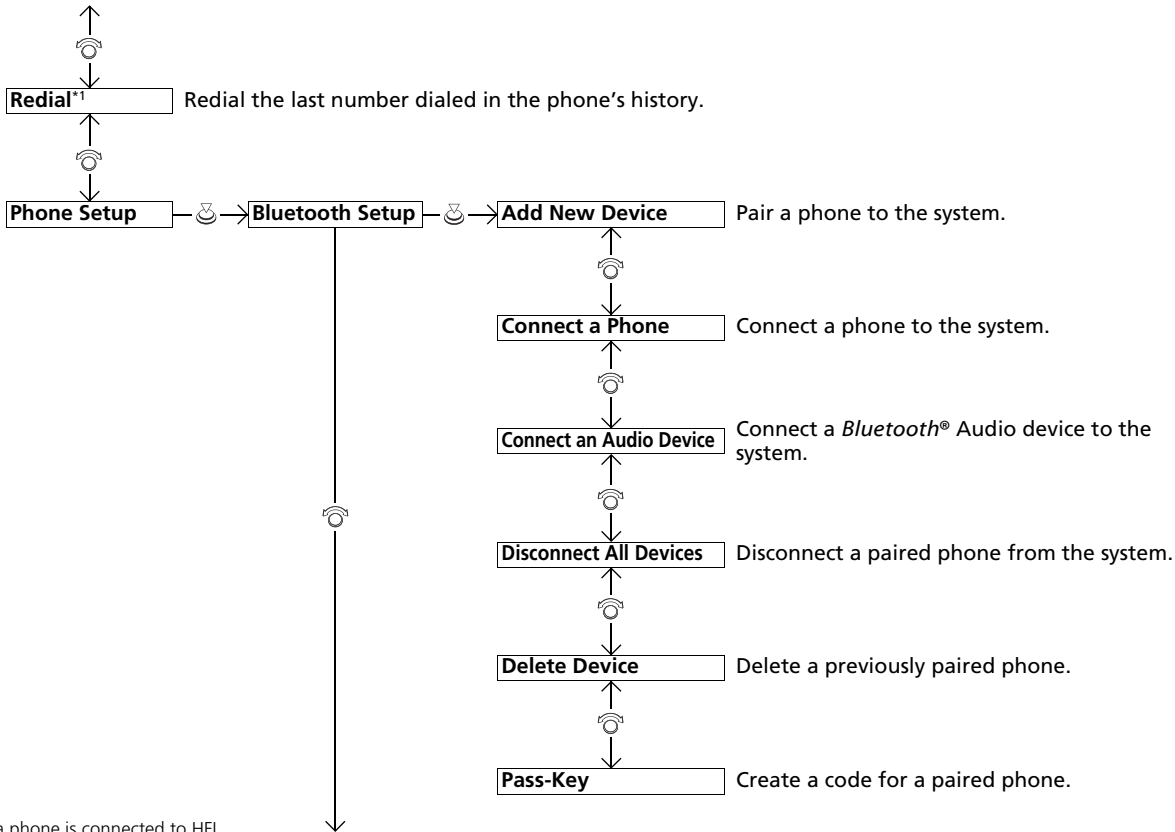 Redial*1 Redial the last number dialed in the phone's history.
Phone Setup Bluetooth Setup Add New Device Pair a phone to the system.
Connect a Phone Connect a phone to the system.
Connect an Audio Device Connect a Bluetooth® Audio device to the
system.
Disconnect All Devices Disconnect a paired phone from the system.
Delete Device Delete a previously paired phone.
Pass-Key Create a code for a paired phone.
a phone is connected to HFL